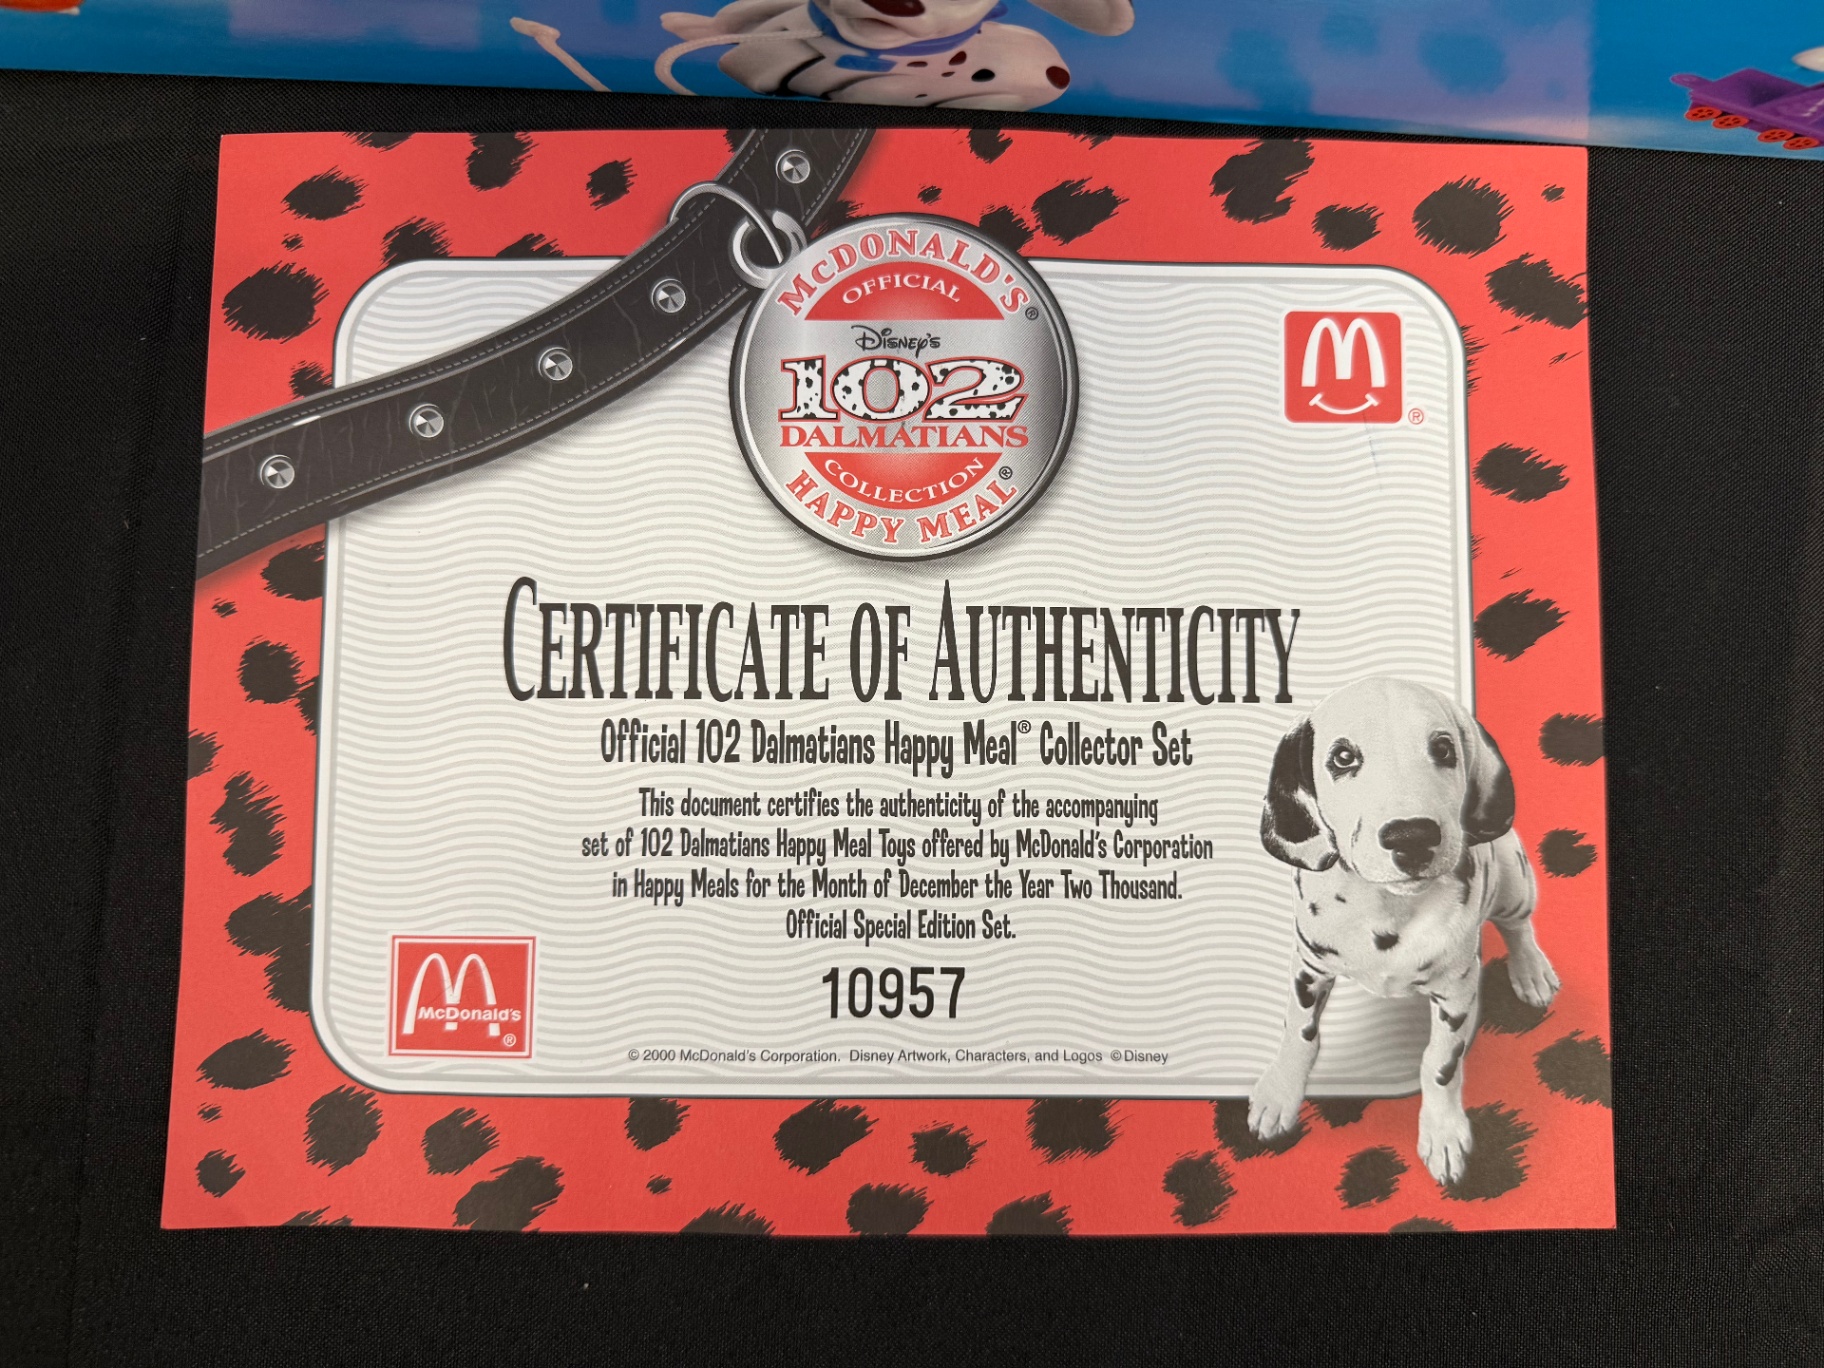 McDONALD'S®
OFFICIAL
Disney's
102
DALMATIANS
COLLECTION
HAPPY MEAL®
®
CERTIFICATE OF AUTHENTICITY
Official 102 Dalmatians Happy Meal® Collector Set
This document certifies the authenticity of the accompanying
set of 102 Dalmatians Happy Meal Toys offered by McDonald's Corporation
in Happy Meals for the Month of December the Year Two Thousand.
Official Special Edition Set.
10957
McDonald's
®
© 2000 McDonald's Corporation. Disney Artwork, Characters, and Logos © Disney